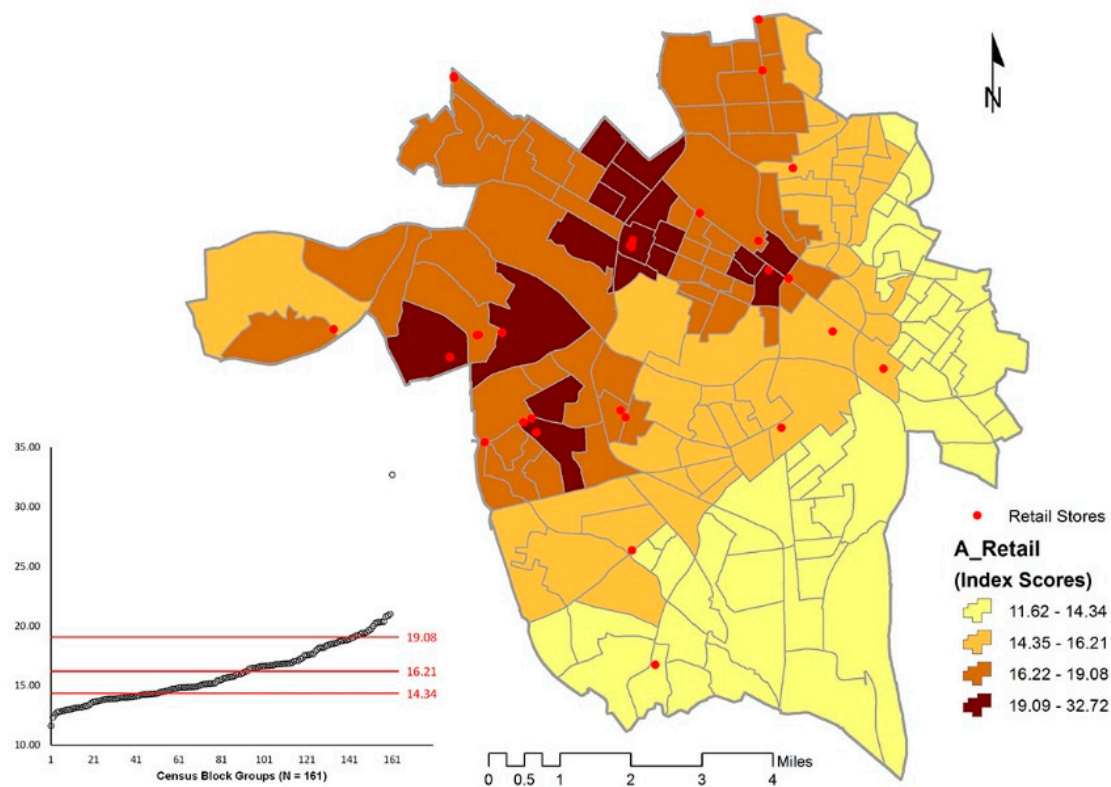 N
35.00
30.00
25.00
20.00
15.00
10.00
19.08
16.21
14.34
1 21 41 61 81 101 121 141 161
Census Block Groups (N = 161)
Retail Stores
A_Retail
(Index Scores)
11.62 - 14.34
14.35 - 16.21
16.22 - 19.08
19.09 - 32.72
Miles
0 0.5 1 2 3 4